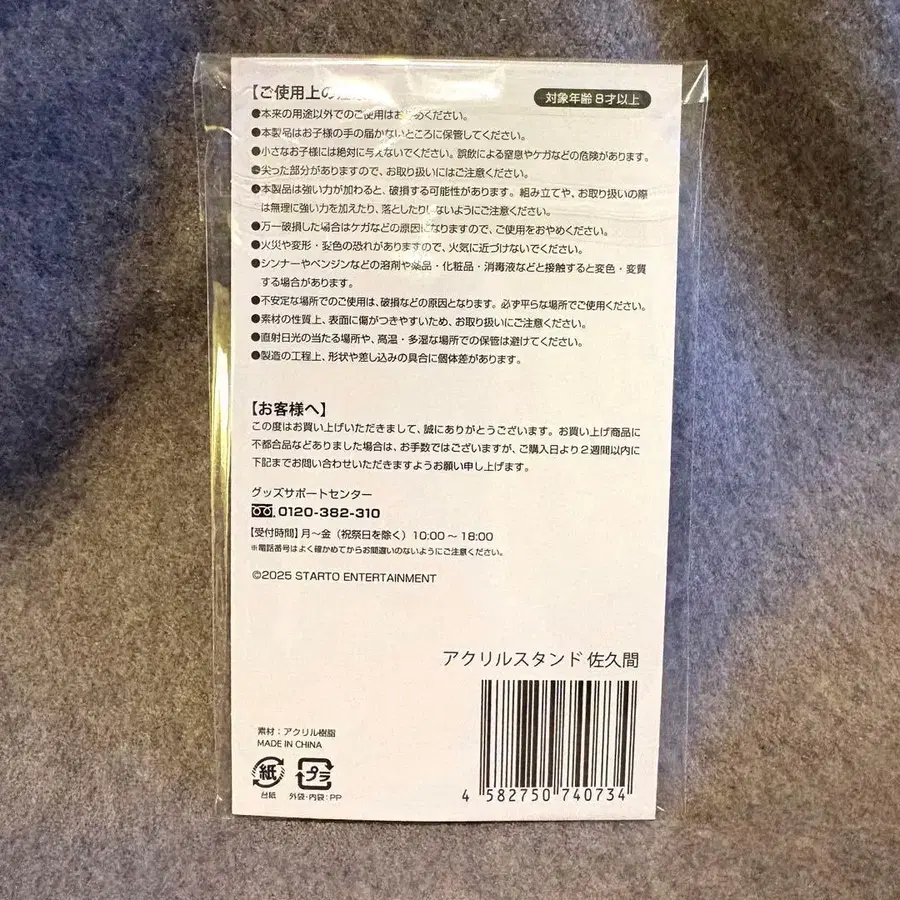 【ご使用上の
対象年齢 8才以上
●本来の用途以外でのご使用はおやめください。
●本製品はお子様の手の届かないところに保管してください。
●小さなお子様には絶対に与えないでください。誤飲による窒息やケガなどの危険があります。
●尖った部分がありますので、お取り扱いにはご注意ください。
●本製品は強い力が加わると、破損する可能性があります。組み立てや、お取り扱いの際
は無理に強い力を加えたり、落としたりしないようにご注意ください。
●万一破損した場合はケガなどの原因になりますので、ご使用をおやめください。
●火災や変形・変色の恐れがありますので、火気に近づけないでください。
●シンナーやベンジンなどの溶剤や薬品・化粧品・消毒液などと接触すると変色・変質
する場合があります。
●不安定な場所でのご使用は、破損などの原因となります。必ず平らな場所でご使用ください。
●素材の性質上、表面に傷がつきやすいため、お取り扱いにご注意ください。
●直射日光の当たる場所や、高温・多湿な場所での保管は避けてください。
●製造の工程上、形状や差し込みの具合に個体差があります。
【お客様へ】
この度はお買い上げいただきまして、誠にありがとうございます。お買い上げ商品に
不都合品などありました場合は、お手数ではございますが、ご購入日より2週間以内に
下記までお問い合わせいただきますようお願い申し上げます。
グッズサポートセンター
0120-382-310
【受付時間】月〜金（祝祭日を除く）10:00〜18:00
※電話番号はよく確かめてからお間違いのないようにご注意ください。
©2025 STARTO ENTERTAINMENT
アクリルスタンド 佐久間
素材：アクリル樹脂
MADE IN CHINA
紙 プラ
台紙 外袋・内袋：PP
4 582750 740734